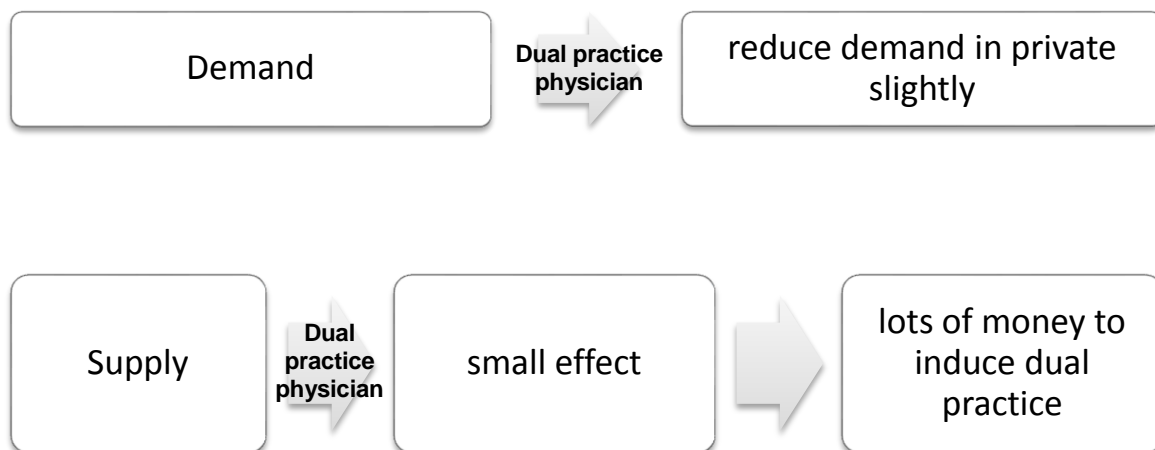 Demand
Dual practice
physician
reduce demand in private
slightly
Supply
Dual
practice
physician
small effect
lots of money to
induce dual
practice